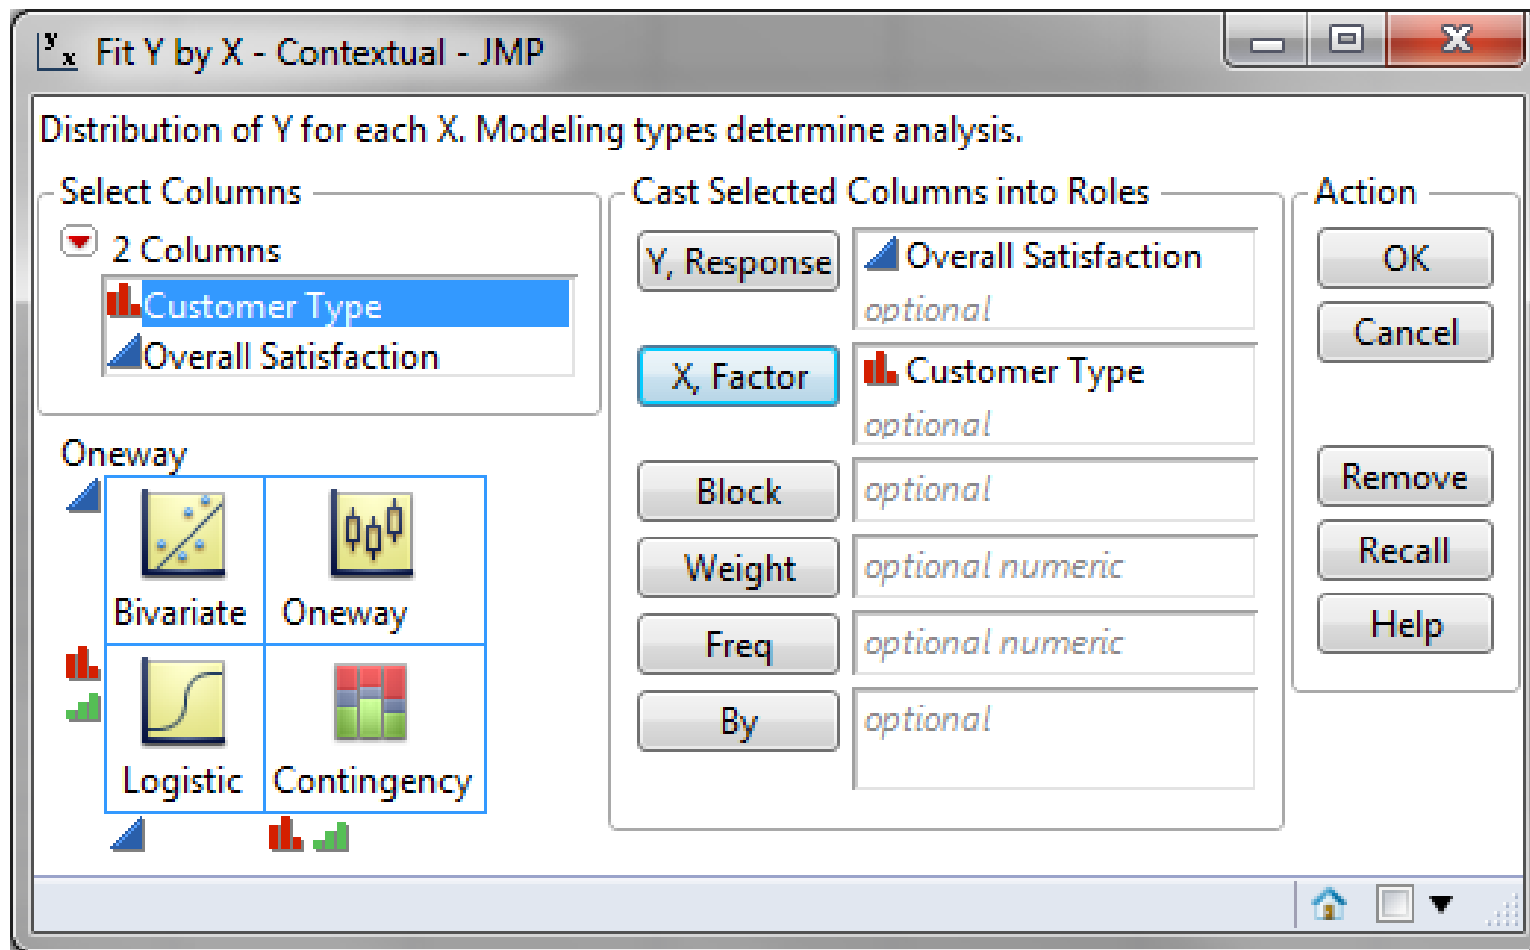 y x Fit Y by X - Contextual - JMP
Distribution of Y for each X. Modeling types determine analysis.
Select Columns
2 Columns
Customer Type
Overall Satisfaction
Oneway
Bivariate
Oneway
Logistic
Contingency
Cast Selected Columns into Roles
Y, Response
Overall Satisfaction
optional
X, Factor
Customer Type
optional
Block
optional
Weight
optional numeric
Freq
optional numeric
By
optional
Action
OK
Cancel
Remove
Recall
Help